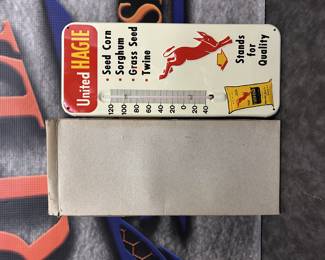 United HAGIE
• Seed Corn
• Sorghum
• Grass Seed
• Twine
Stands
for
Quality
120
100
80
60
40
20
0
20
40